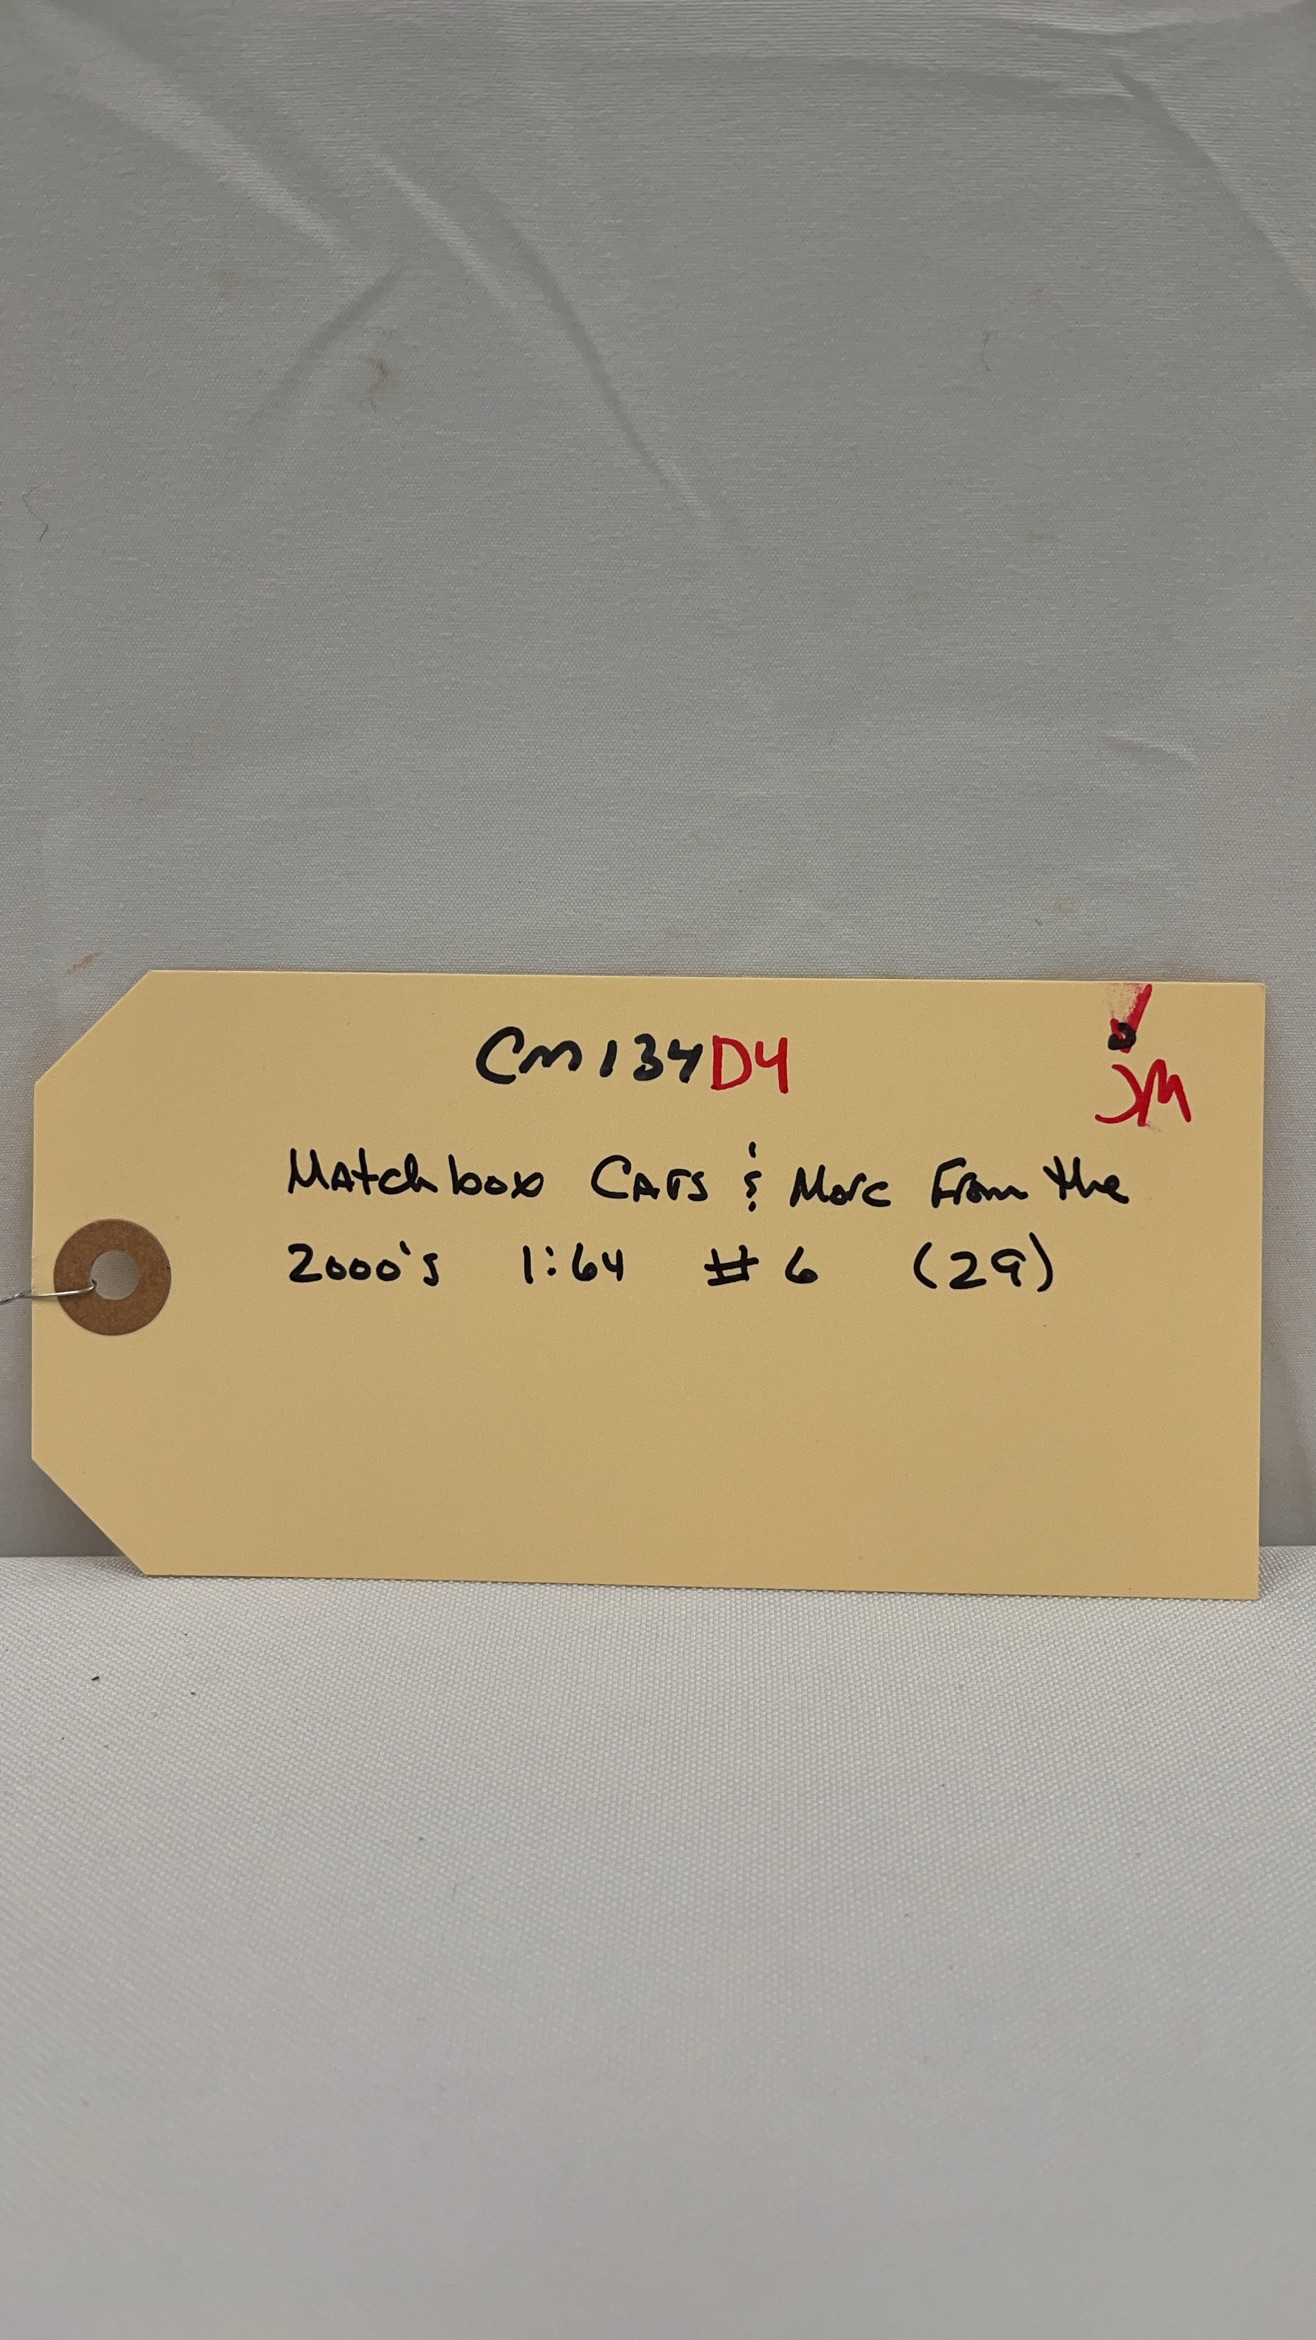 CM134D4
JM
Matchbox Cars & More From the
2000's 1:64 #6 (29)